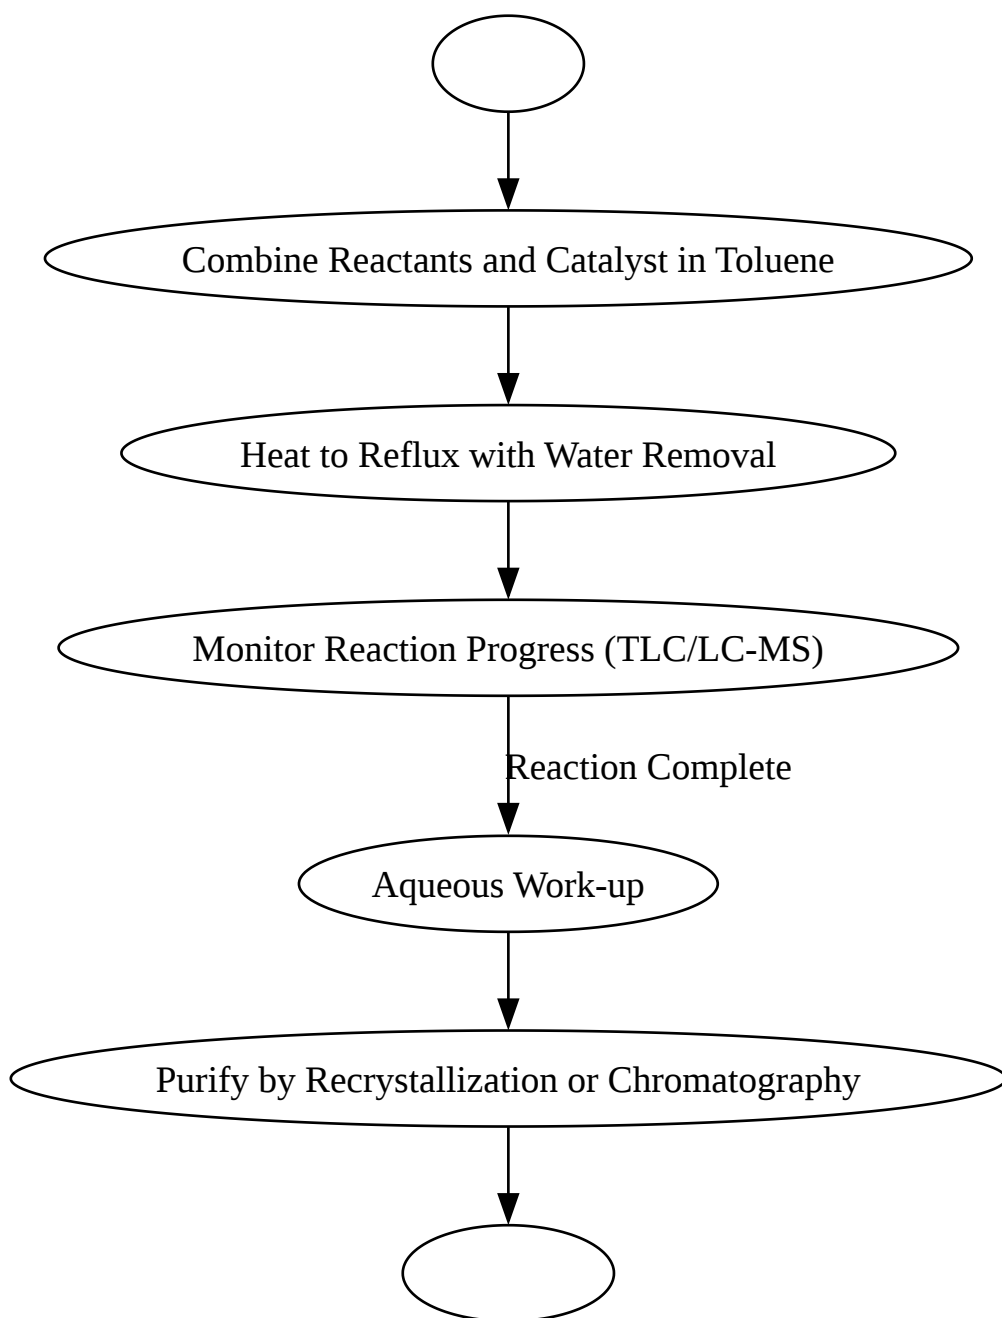 Combine Reactants and Catalyst in Toluene
Heat to Reflux with Water Removal
Monitor Reaction Progress (TLC/LC-MS)
Reaction Complete
Aqueous Work-up
Purify by Recrystallization or Chromatography